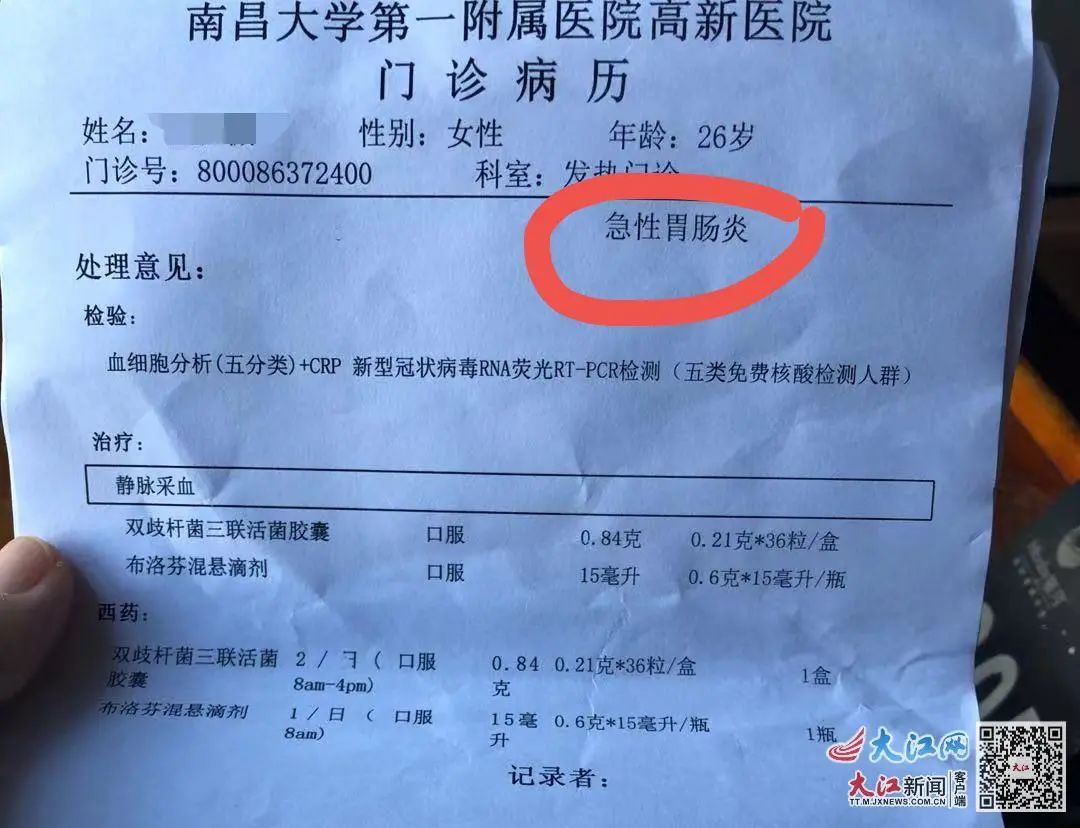 南昌大学第一附属医院高新医院
门诊病历
姓名： 性别：女性 年龄：26岁
门诊号：800086372400 科室：发热门诊
急性胃肠炎
处理意见：
检验：
血细胞分析(五分类)+CRP 新型冠状病毒RNA荧光RT-PCR检测（五类免费核酸检测人群）
治疗：
静脉采血
双歧杆菌三联活菌胶囊 口服 0.84克 0.21克*36粒/盒
布洛芬混悬滴剂 口服 15毫升 0.6克*15毫升/瓶
西药：
双歧杆菌三联活菌 2 / 日 ( 口服 0.84 0.21克*36粒/盒 1盒
胶囊 8am-4pm) 克
布洛芬混悬滴剂 1 / 日 ( 口服 15毫 0.6克*15毫升/瓶 1瓶
8am) 升
记录者：
大江网
大江新闻 客户端
TT.M.JXNEWS.COM.CN
大江